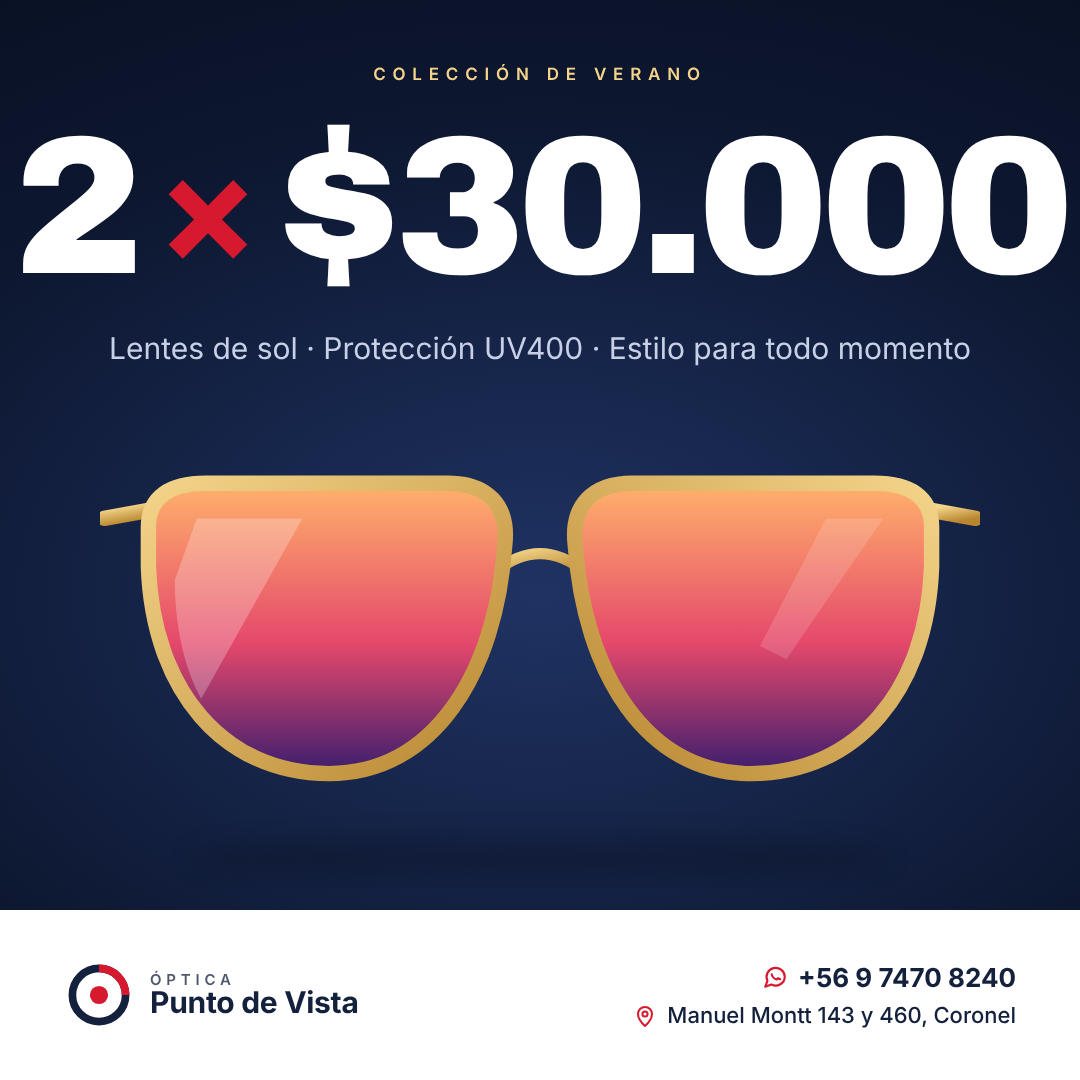 COLECCIÓN DE VERANO
2 × $30.000
Lentes de sol · Protección UV400 · Estilo para todo momento
ÓPTICA
Punto de Vista
+56 9 7470 8240
Manuel Montt 143 y 460, Coronel